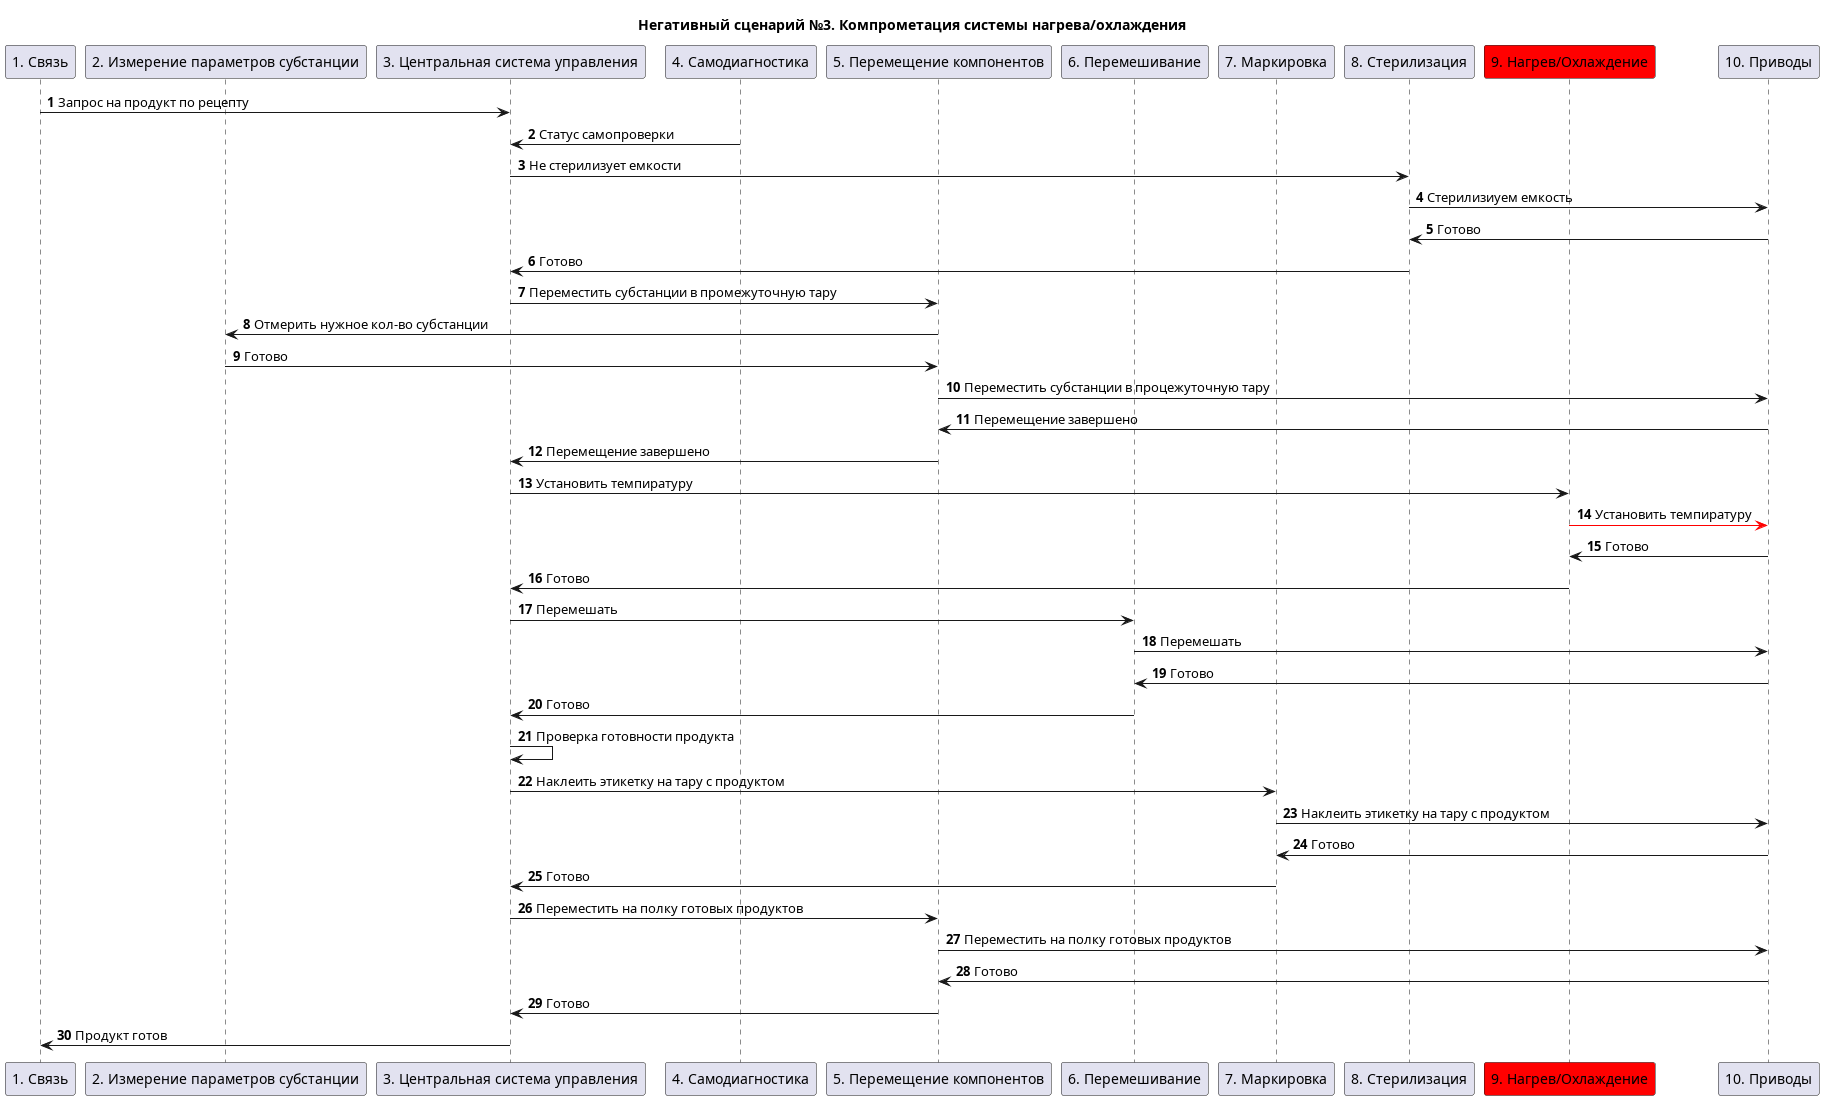 Негативный сценарий №3. Компрометация системы нагрева/охлаждения
1. Связь
2. Измерение параметров субстанции
3. Центральная система управления
4. Самодиагностика
5. Перемещение компонентов
6. Перемешивание
7. Маркировка
8. Стерилизация
9. Нагрев/Охлаждение
10. Приводы
1 Запрос на продукт по рецепту
2 Статус самопроверки
3 Не стерилизует емкости
4 Стерилизиуем емкость
5 Готово
6 Готово
7 Переместить субстанции в промежуточную тару
8 Отмерить нужное кол-во субстанции
9 Готово
10 Переместить субстанции в процежуточную тару
11 Перемещение завершено
12 Перемещение завершено
13 Установить темпиратуру
14 Установить темпиратуру
15 Готово
16 Готово
17 Перемешать
18 Перемешать
19 Готово
20 Готово
21 Проверка готовности продукта
22 Наклеить этикетку на тару с продуктом
23 Наклеить этикетку на тару с продуктом
24 Готово
25 Готово
26 Переместить на полку готовых продуктов
27 Переместить на полку готовых продуктов
28 Готово
29 Готово
30 Продукт готов
1. Связь
2. Измерение параметров субстанции
3. Центральная система управления
4. Самодиагностика
5. Перемещение компонентов
6. Перемешивание
7. Маркировка
8. Стерилизация
9. Нагрев/Охлаждение
10. Приводы